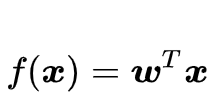 f(𝒙) = 𝒘ᵀ𝒙